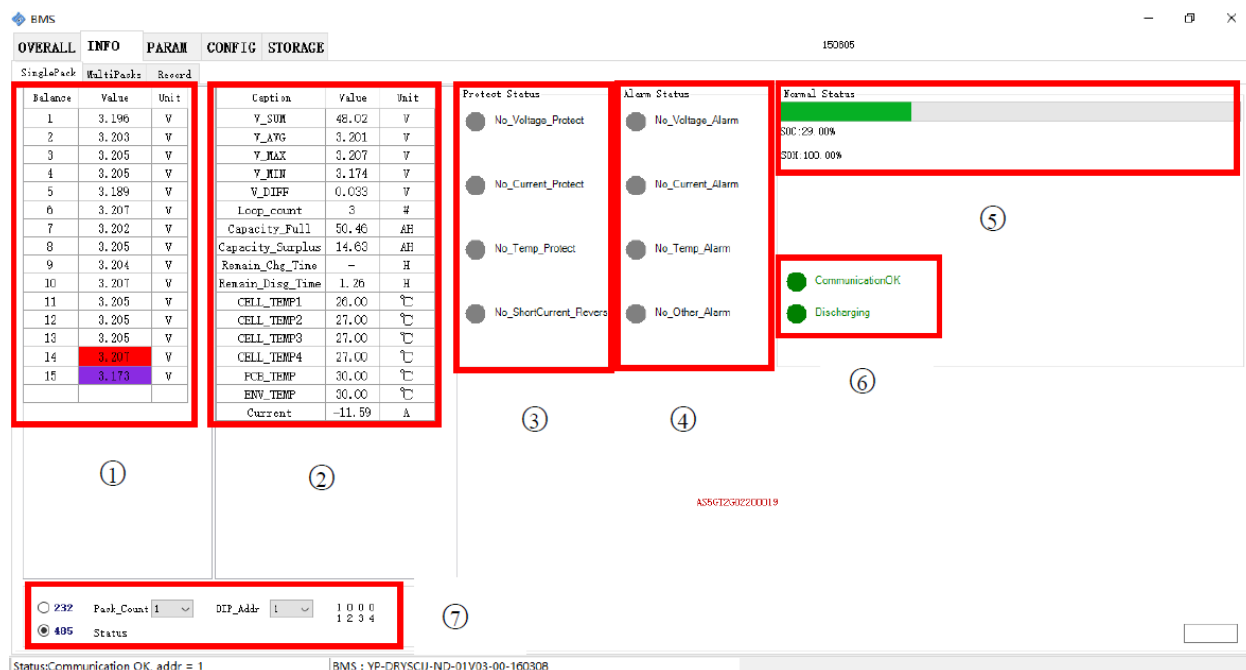 BMS
OVERALL INFO PARAM CONFIG STORAGE
150805
SinglePack MultiPacks Record
Balance Value Unit
1 3.196 V
2 3.203 V
3 3.205 V
4 3.205 V
5 3.189 V
6 3.207 V
7 3.202 V
8 3.205 V
9 3.204 V
10 3.207 V
11 3.205 V
12 3.205 V
13 3.205 V
14 3.207 V
15 3.173 V
①
Caption Value Unit
V_SUM 48.02 V
V_AVG 3.201 V
V_MAX 3.207 V
V_MIN 3.174 V
V_DIFF 0.033 V
Loop_count 3 #
Capacity_Full 50.46 AH
Capacity_Surplus 14.63 AH
Remain_Chg_Time – H
Remain_Disg_Time 1.26 H
CELL_TEMP1 26.00 ℃
CELL_TEMP2 27.00 ℃
CELL_TEMP3 27.00 ℃
CELL_TEMP4 27.00 ℃
PCB_TEMP 30.00 ℃
ENV_TEMP 30.00 ℃
Current -11.59 A
②
Protect Status
No_Voltage_Protect
No_Current_Protect
No_Temp_Protect
No_ShortCurrent_Revers
③
Alarm Status
No_Voltage_Alarm
No_Current_Alarm
No_Temp_Alarm
No_Other_Alarm
④
Normal Status
SOC:29.00%
SOH:100.00%
⑤
CommunicationOK
Discharging
⑥
AS5GT2G02200019
232 Pack_Count 1 DIP_Addr 1 1 0 0 0
1 2 3 4
485 Status
⑦
Status:Communication OK, addr = 1 BMS : YP-DRYSCU-ND-01V03-00-160308